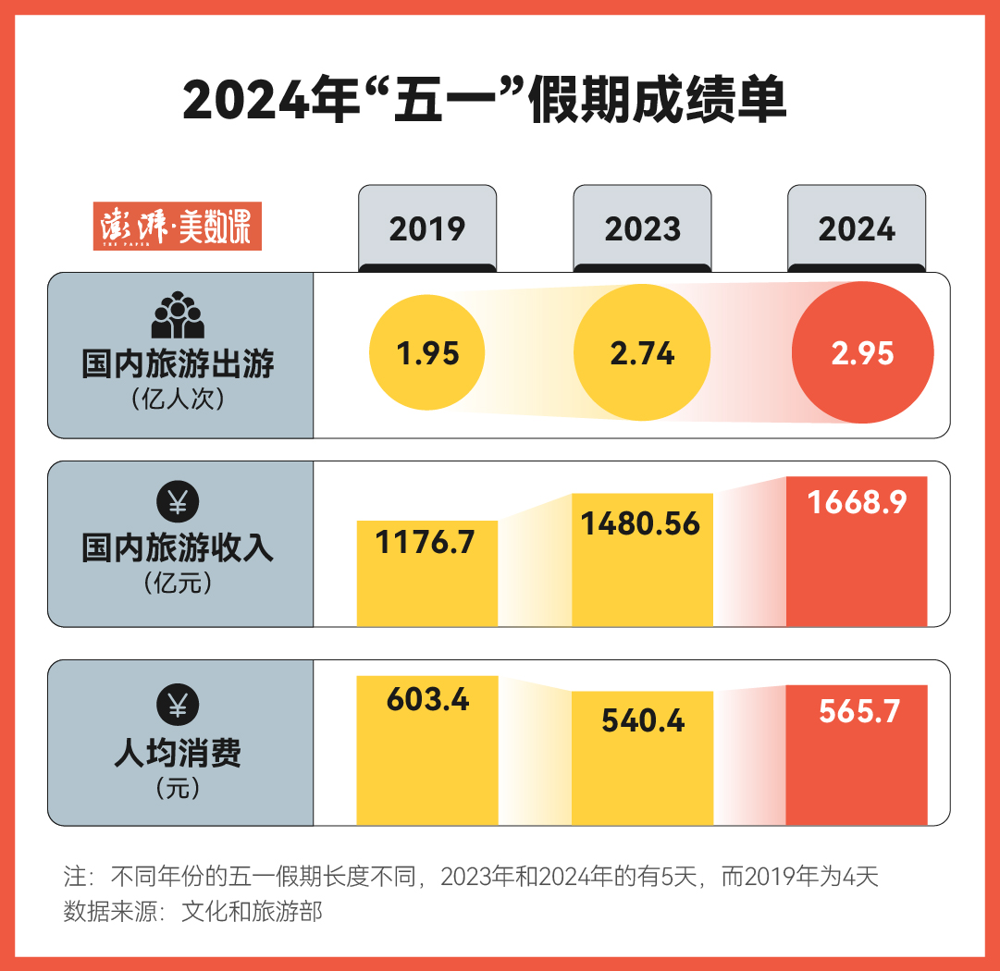 2024年“五一”假期成绩单
澎湃·美数课
THE PAPER
2019
2023
2024
国内旅游出游
（亿人次）
1.95
2.74
2.95
国内旅游收入
（亿元）
1176.7
1480.56
1668.9
人均消费
（元）
603.4
540.4
565.7
注：不同年份的五一假期长度不同，2023年和2024年的有5天，而2019年为4天
数据来源：文化和旅游部